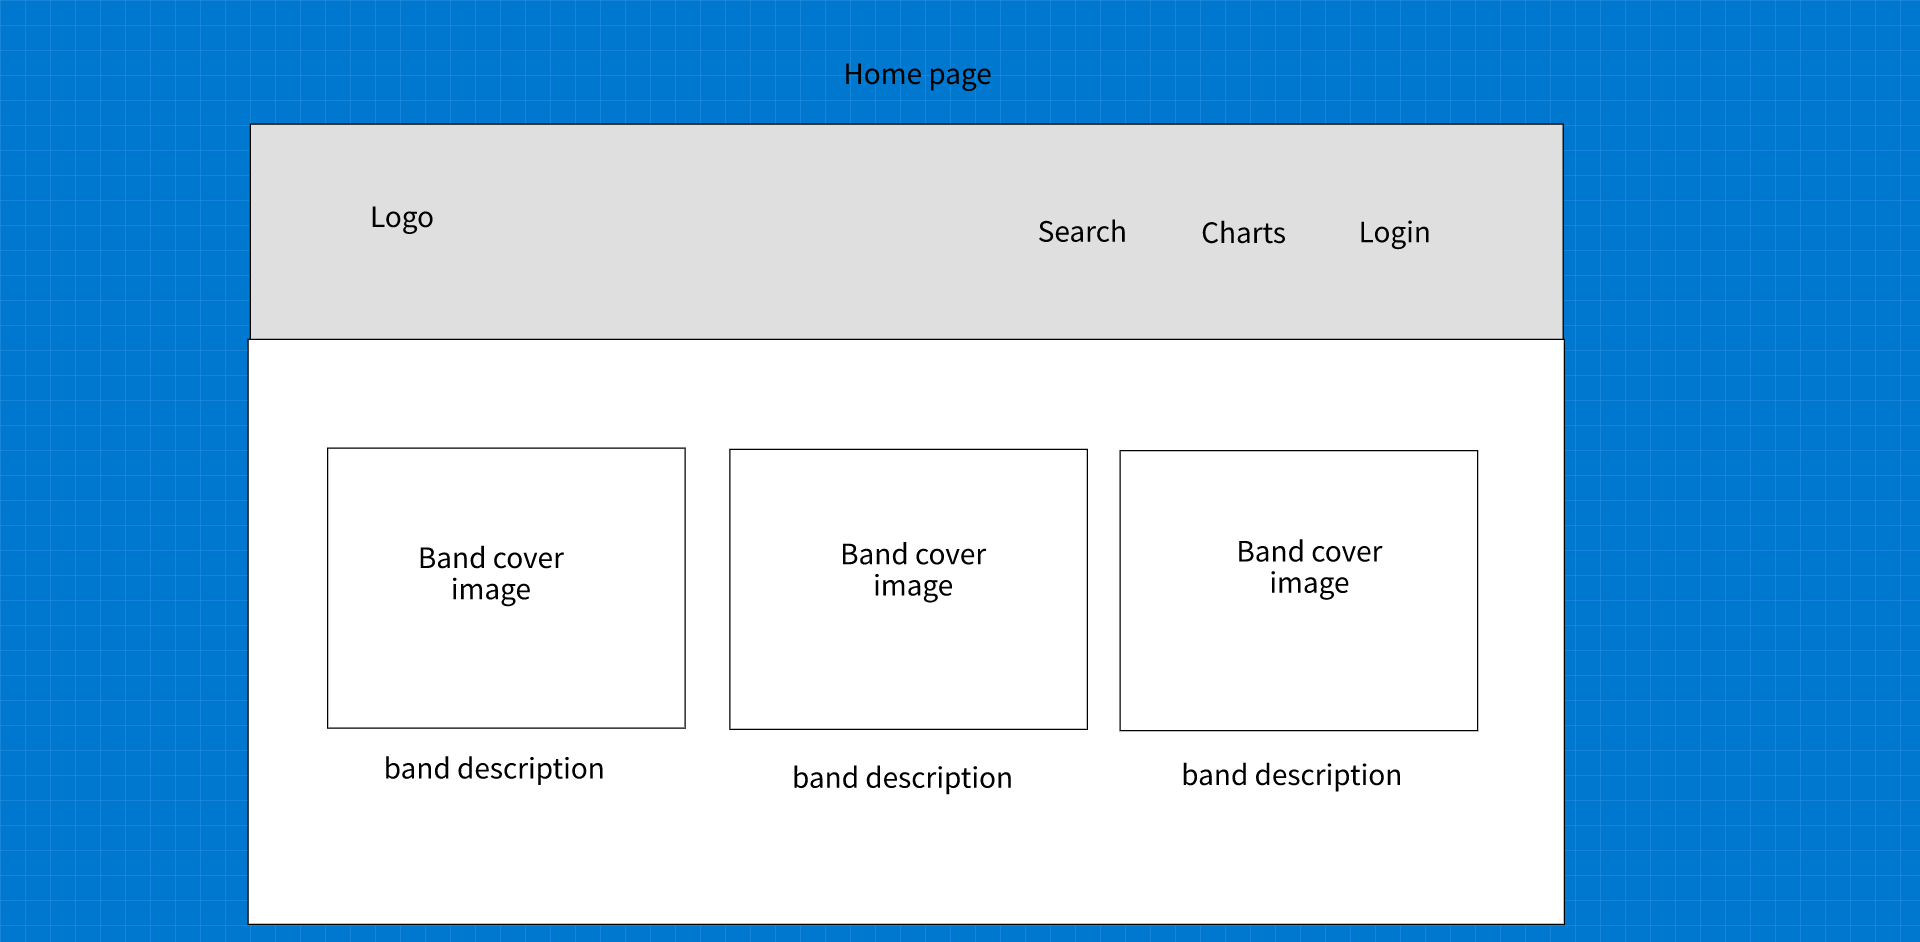 Home page
Logo
Search
Charts
Login
Band cover
image
Band cover
image
Band cover
image
band description
band description
band description